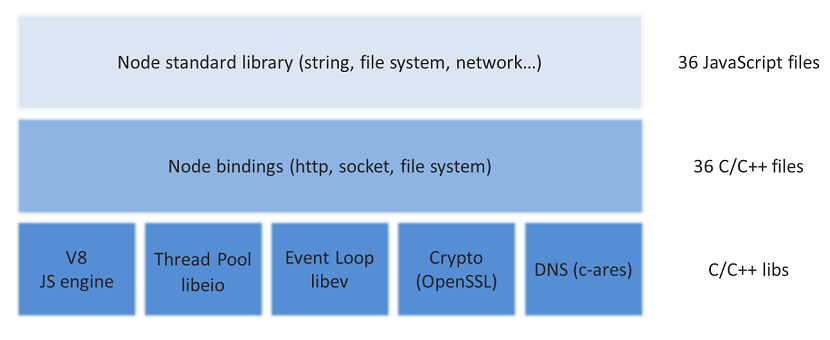 Node standard library (string, file system, network...)
36 JavaScript files
Node bindings (http, socket, file system)
36 C/C++ files
V8
JS engine
Thread Pool
libeio
Event Loop
libev
Crypto
(OpenSSL)
DNS (c-ares)
C/C++ libs